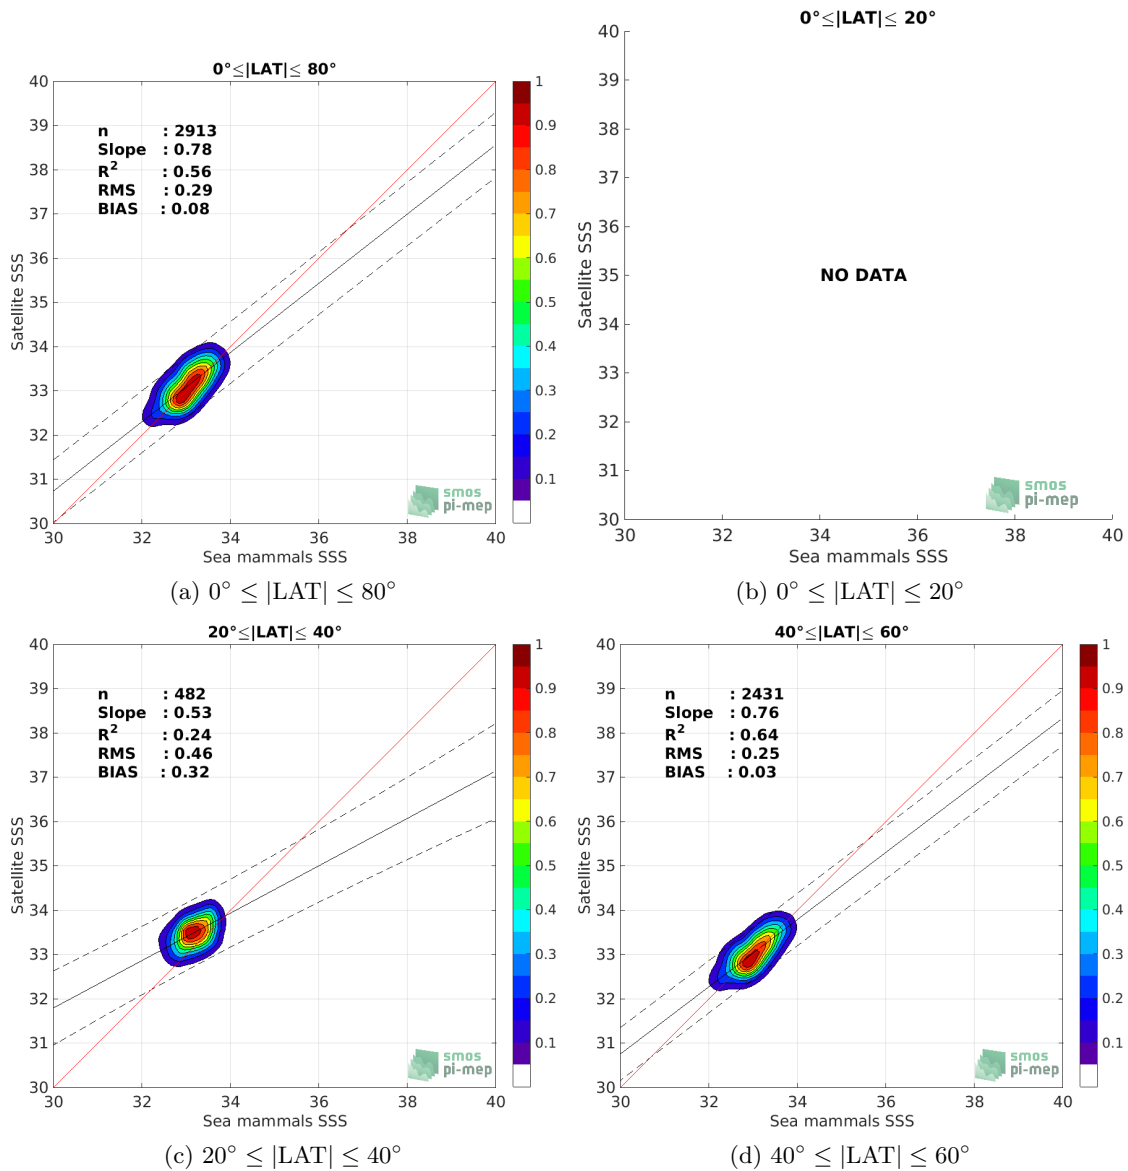 0°≤|LAT|≤ 80°
40
39
38
37
36
35
34
33
32
31
30
30 32 34 36 38 40
Satellite SSS
Sea mammals SSS
n : 2913
Slope : 0.78
R² : 0.56
RMS : 0.29
BIAS : 0.08
1
0.9
0.8
0.7
0.6
0.5
0.4
0.3
0.2
0.1
smos
pi-mep
(a) 0° ≤ |LAT| ≤ 80°
0°≤|LAT|≤ 20°
40
39
38
37
36
35
34
33
32
31
30
30 32 34 36 38 40
Satellite SSS
Sea mammals SSS
NO DATA
smos
pi-mep
(b) 0° ≤ |LAT| ≤ 20°
20°≤|LAT|≤ 40°
40
39
38
37
36
35
34
33
32
31
30
30 32 34 36 38 40
Satellite SSS
Sea mammals SSS
n : 482
Slope : 0.53
R² : 0.24
RMS : 0.46
BIAS : 0.32
1
0.9
0.8
0.7
0.6
0.5
0.4
0.3
0.2
0.1
smos
pi-mep
(c) 20° ≤ |LAT| ≤ 40°
40°≤|LAT|≤ 60°
40
39
38
37
36
35
34
33
32
31
30
30 32 34 36 38 40
Satellite SSS
Sea mammals SSS
n : 2431
Slope : 0.76
R² : 0.64
RMS : 0.25
BIAS : 0.03
1
0.9
0.8
0.7
0.6
0.5
0.4
0.3
0.2
0.1
smos
pi-mep
(d) 40° ≤ |LAT| ≤ 60°